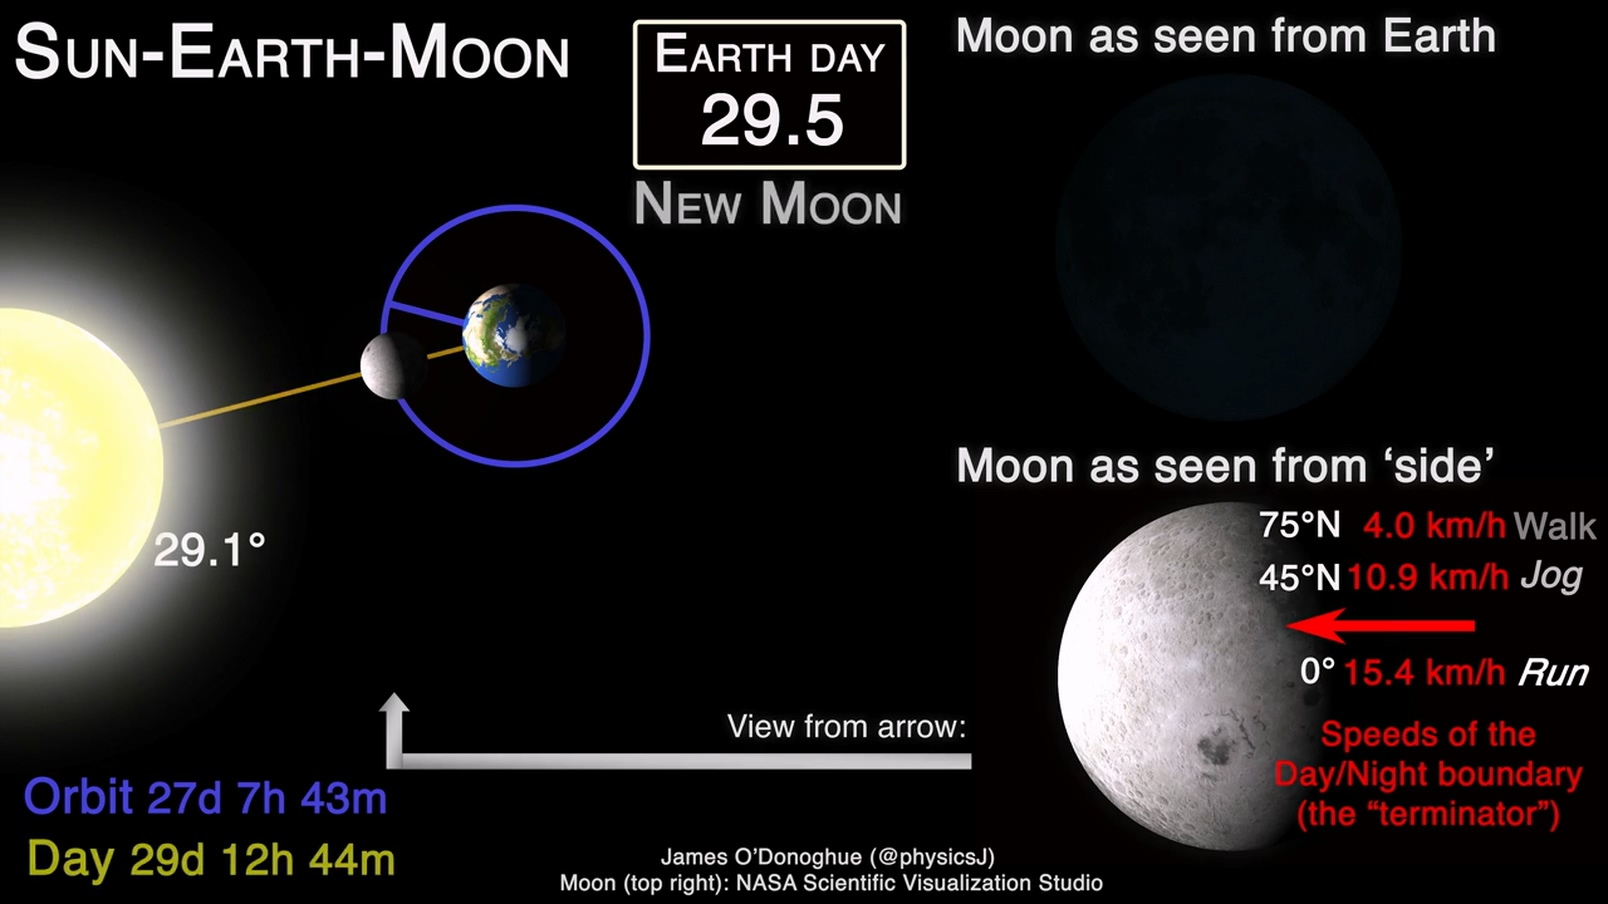 SUN-EARTH-MOON
EARTH DAY
29.5
NEW MOON
Moon as seen from Earth
29.1°
Moon as seen from ‘side’
75°N 4.0 km/h Walk
45°N 10.9 km/h Jog
0° 15.4 km/h Run
Speeds of the
Day/Night boundary
(the “terminator”)
View from arrow:
Orbit 27d 7h 43m
Day 29d 12h 44m
James O’Donoghue (@physicsJ)
Moon (top right): NASA Scientific Visualization Studio